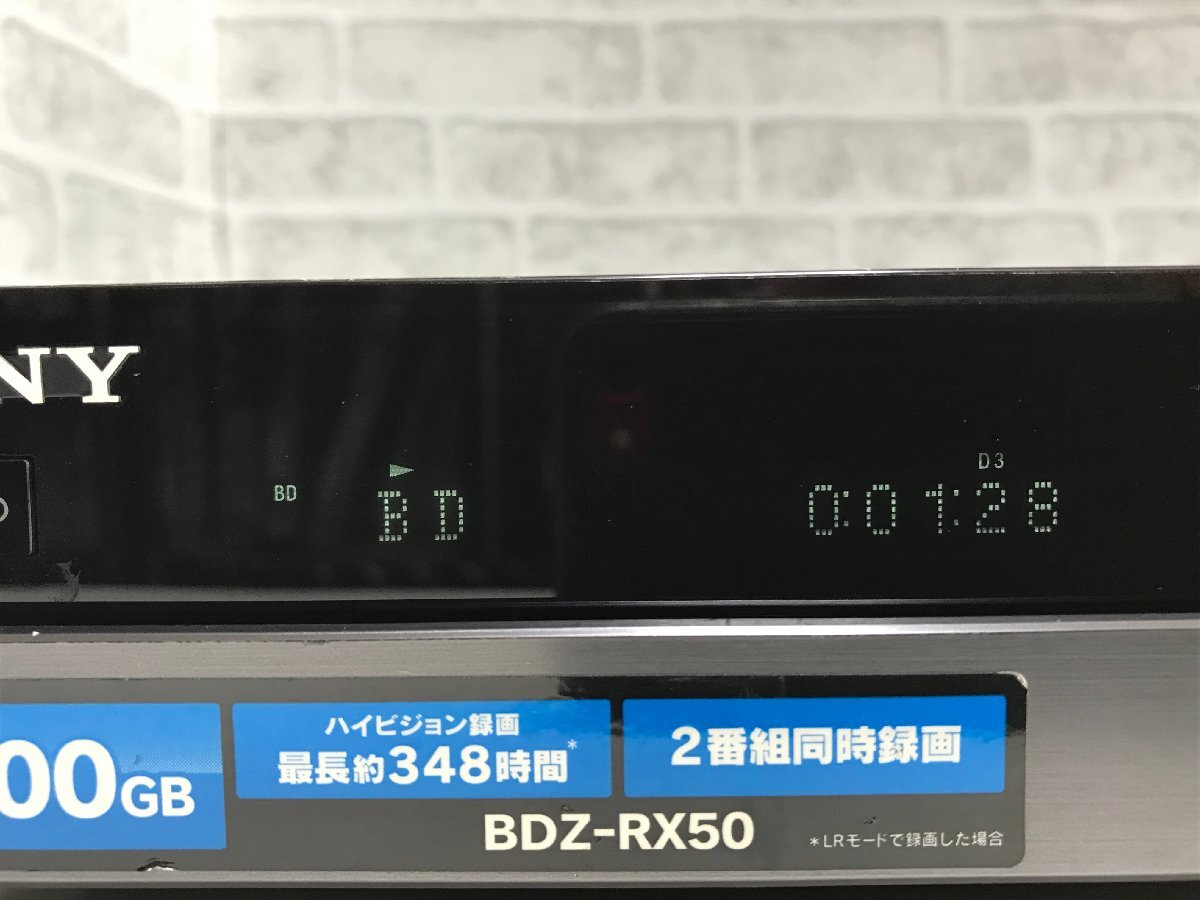 NY
D3
BD
BD
0:01:28
00GB
ハイビジョン録画
最長約348時間*
2番組同時録画
BDZ-RX50
*LRモードで録画した場合